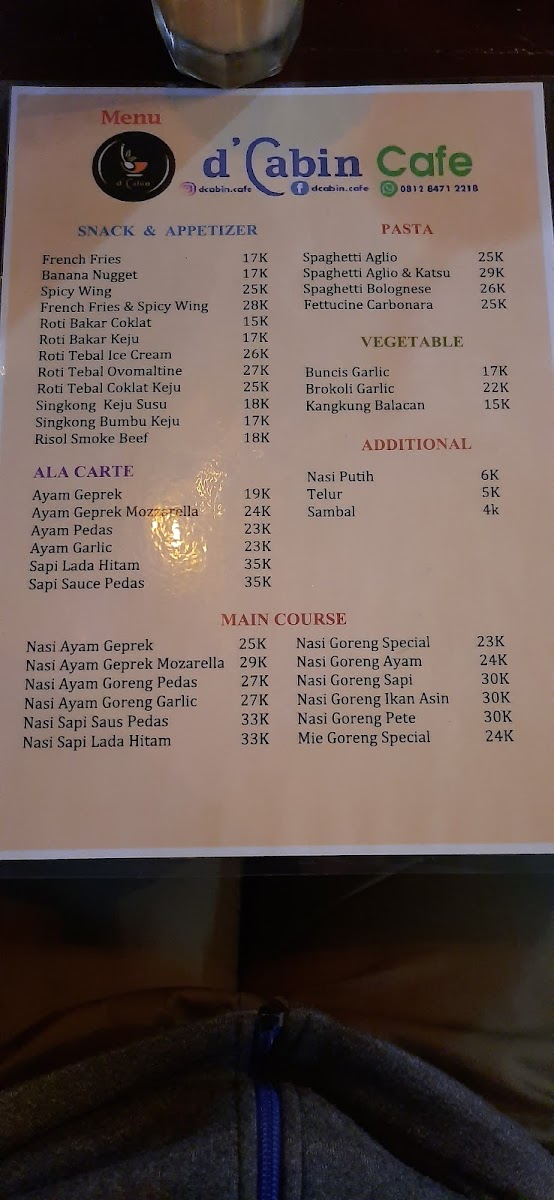 Menu
d'Cabin Cafe
dcabin.cafe dcabin.cafe 0812 8471 2218
SNACK & APPETIZER
French Fries 17K
Banana Nugget 17K
Spicy Wing 25K
French Fries & Spicy Wing 28K
Roti Bakar Coklat 15K
Roti Bakar Keju 17K
Roti Tebal Ice Cream 26K
Roti Tebal Ovomaltine 27K
Roti Tebal Coklat Keju 25K
Singkong Keju Susu 18K
Singkong Bumbu Keju 17K
Risol Smoke Beef 18K
ALA CARTE
Ayam Geprek 19K
Ayam Geprek Mozzarella 24K
Ayam Pedas 23K
Ayam Garlic 23K
Sapi Lada Hitam 35K
Sapi Sauce Pedas 35K
PASTA
Spaghetti Aglio 25K
Spaghetti Aglio & Katsu 29K
Spaghetti Bolognese 26K
Fettucine Carbonara 25K
VEGETABLE
Buncis Garlic 17K
Brokoli Garlic 22K
Kangkung Balacan 15K
ADDITIONAL
Nasi Putih 6K
Telur 5K
Sambal 4k
MAIN COURSE
Nasi Ayam Geprek 25K
Nasi Ayam Geprek Mozarella 29K
Nasi Ayam Goreng Pedas 27K
Nasi Ayam Goreng Garlic 27K
Nasi Sapi Saus Pedas 33K
Nasi Sapi Lada Hitam 33K
Nasi Goreng Special 23K
Nasi Goreng Ayam 24K
Nasi Goreng Sapi 30K
Nasi Goreng Ikan Asin 30K
Nasi Goreng Pete 30K
Mie Goreng Special 24K